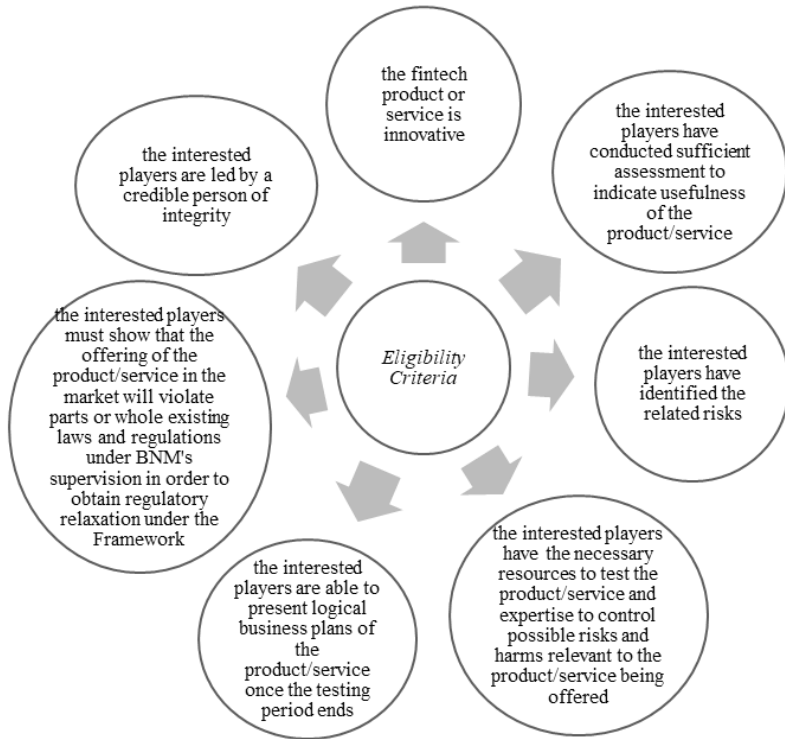 the fintech
product or
service is
innovative
the interested
players have
conducted sufficient
assessment to
indicate usefulness
of the
product/service
the interested
players have
identified the
related risks
the interested players
have the necessary
resources to test the
product/service and
expertise to control
possible risks and
harms relevant to the
product/service being
offered
the interested
players are able to
present logical
business plans of
the
product/service
once the testing
period ends
the interested players
must show that the
offering of the
product/service in the
market will violate
parts or whole existing
laws and regulations
under BNM's
supervision in order to
obtain regulatory
relaxation under the
Framework
the interested
players are led by a
credible person of
integrity
Eligibility
Criteria